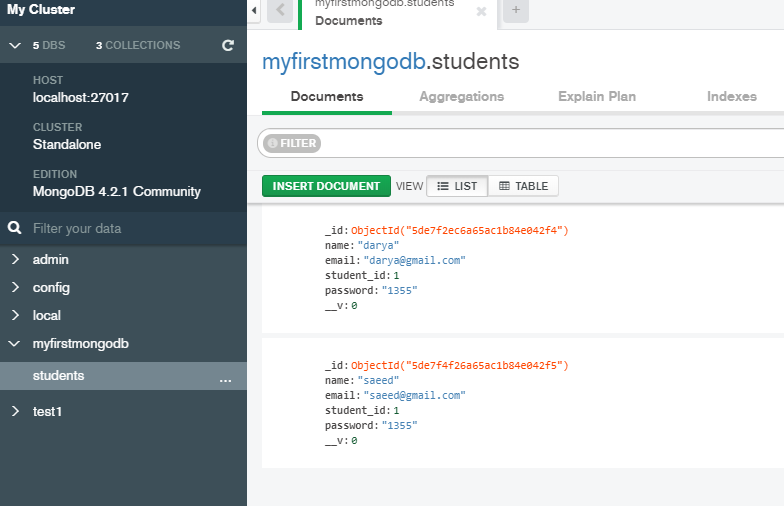 My Cluster
5 DBS 3 COLLECTIONS
HOST
localhost:27017
CLUSTER
Standalone
EDITION
MongoDB 4.2.1 Community
Filter your data
admin
config
local
myfirstmongodb
students
...
test1
myfirstmongodb.students
Documents
myfirstmongodb.students
Documents Aggregations Explain Plan Indexes
FILTER
INSERT DOCUMENT VIEW LIST TABLE
_id:ObjectId("5de7f2ec6a65ac1b84e042f4")
name:"darya"
email:"darya@gmail.com"
student_id:1
password:"1355"
__v:0
_id:ObjectId("5de7f4f26a65ac1b84e042f5")
name:"saeed"
email:"saeed@gmail.com"
student_id:1
password:"1355"
__v:0